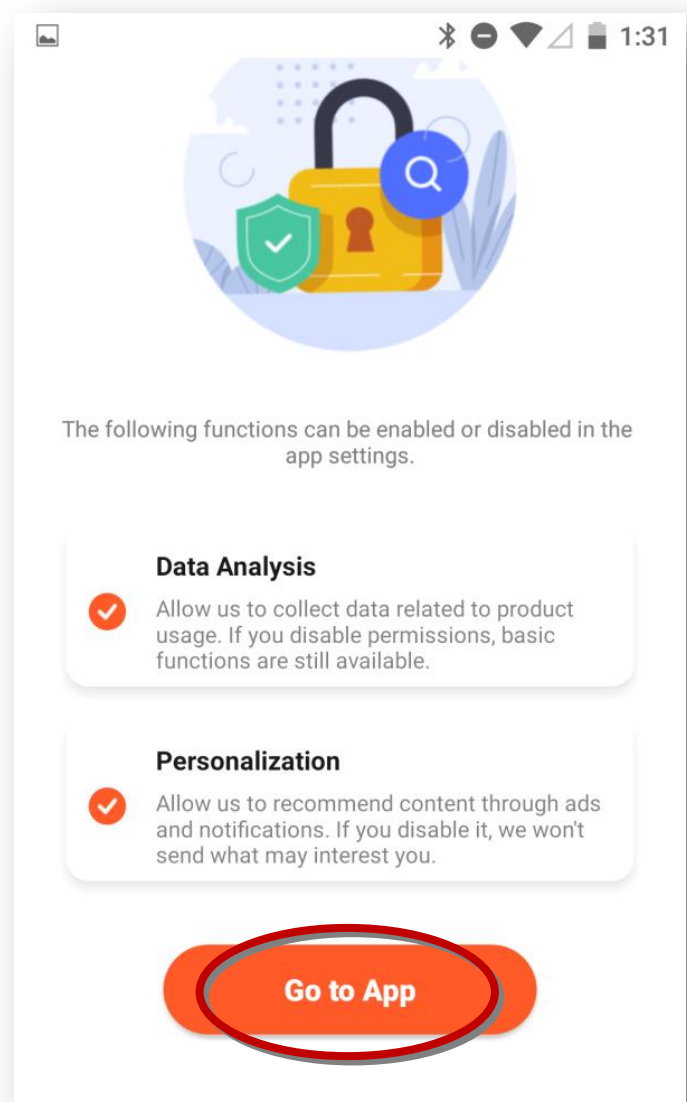 1:31
The following functions can be enabled or disabled in the
app settings.
Data Analysis
Allow us to collect data related to product
usage. If you disable permissions, basic
functions are still available.
Personalization
Allow us to recommend content through ads
and notifications. If you disable it, we won't
send what may interest you.
Go to App